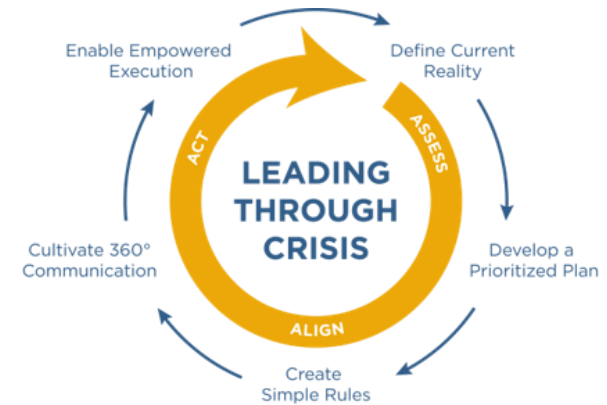 Enable Empowered
Execution
Define Current
Reality
ACT
ASSESS
LEADING
THROUGH
CRISIS
Cultivate 360°
Communication
Develop a
Prioritized Plan
ALIGN
Create
Simple Rules